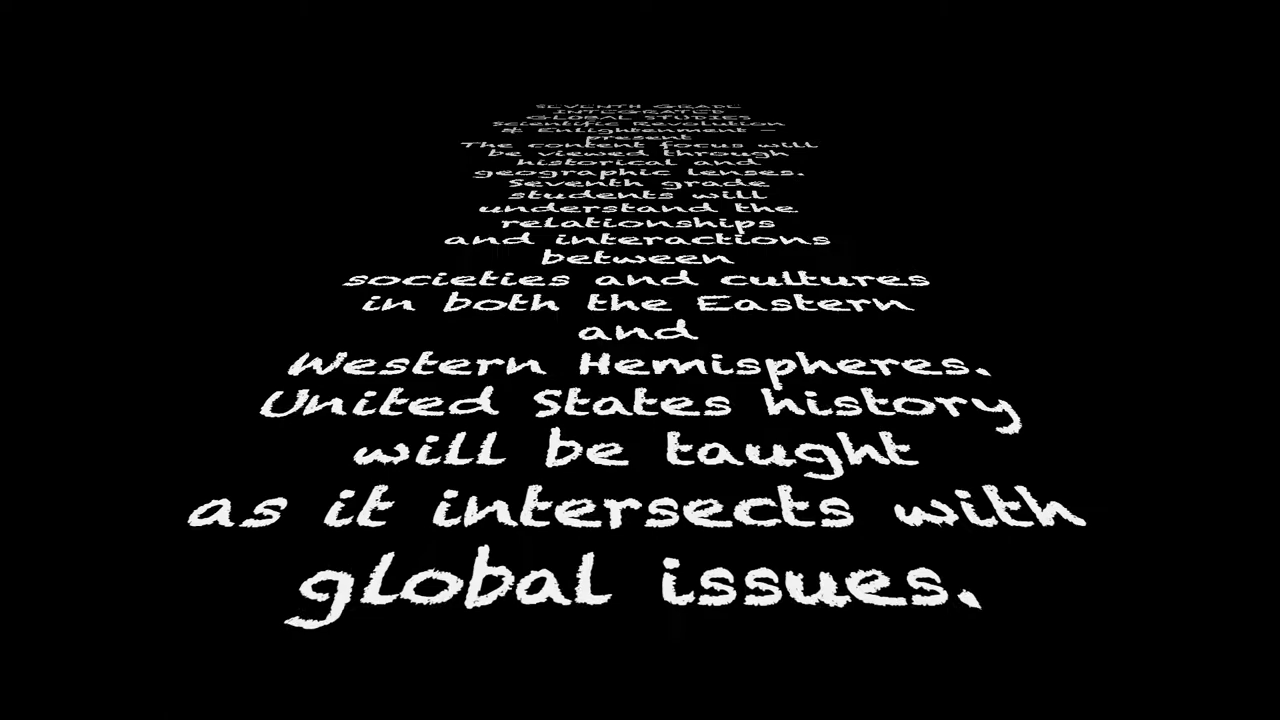 SEVENTH GRADE
INTEGRATED
GLOBAL STUDIES
Scientific Revolution
& Enlightenment –
present
The content focus will
be viewed through
historical and
geographic lenses.
Seventh grade
students will
understand the
relationships
and interactions
between
societies and cultures
in both the Eastern
and
Western Hemispheres.
United States history
will be taught
as it intersects with
global issues.